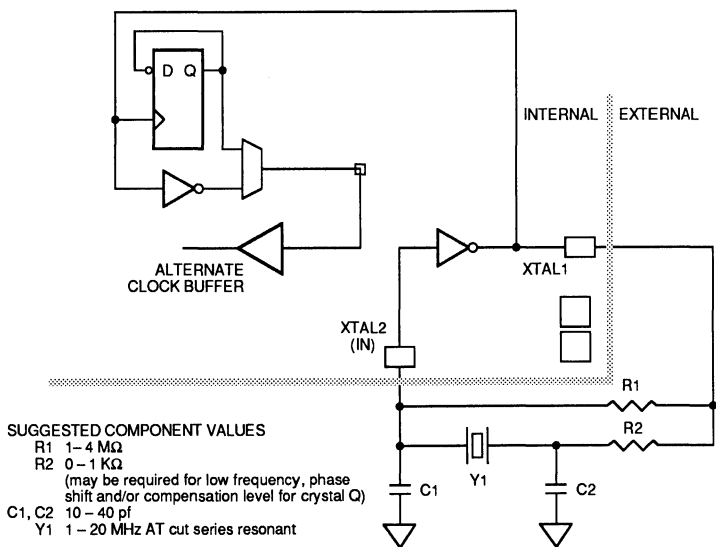 D Q
INTERNAL EXTERNAL
ALTERNATE
CLOCK BUFFER
XTAL1
XTAL2
(IN)
R1
R2
Y1
C1
C2
SUGGESTED COMPONENT VALUES
R1 1–4 MΩ
R2 0–1 KΩ
(may be required for low frequency, phase
shift and/or compensation level for crystal Q)
C1, C2 10–40 pf
Y1 1–20 MHz AT cut series resonant